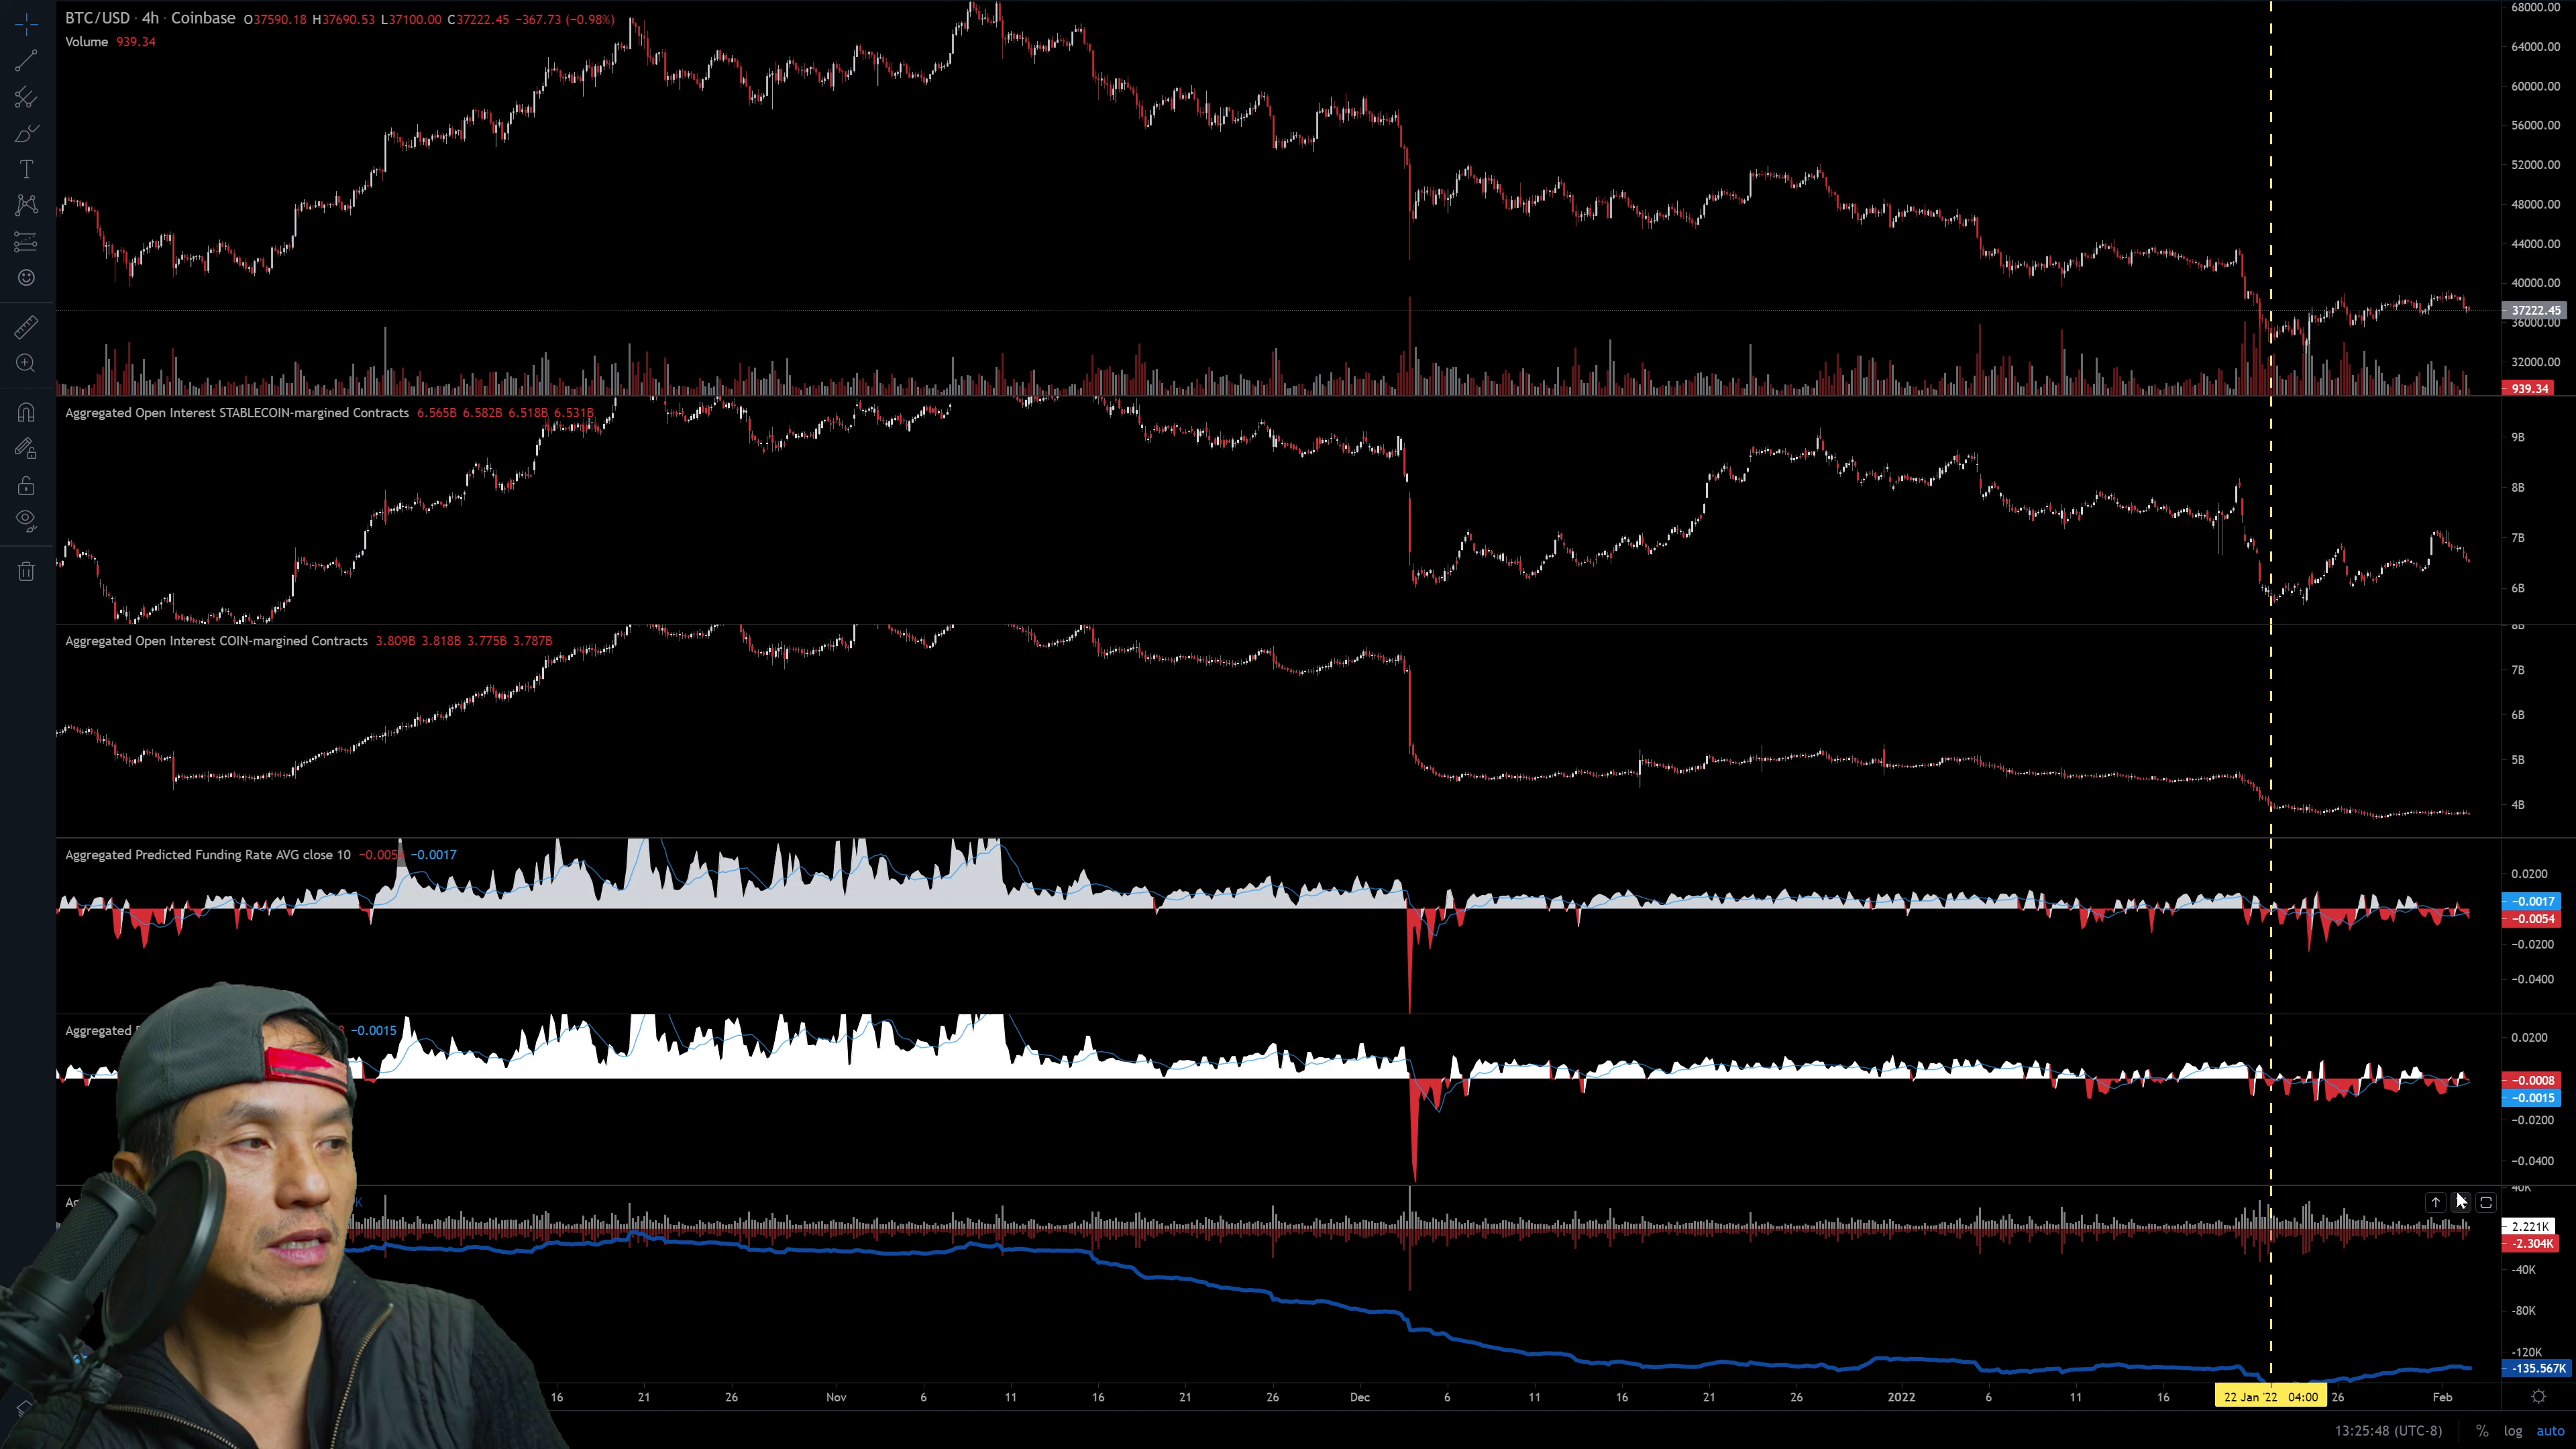 BTC/USD · 4h · Coinbase O37590.18 H37690.53 L37100.00 C37222.45 −367.73 (−0.98%)
Volume 939.34
68000.00
64000.00
60000.00
56000.00
52000.00
48000.00
44000.00
40000.00
37222.45
36000.00
32000.00
939.34
Aggregated Open Interest STABLECOIN-margined Contracts 6.565B 6.582B 6.518B 6.531B
9B
8B
7B
6B
Aggregated Open Interest COIN-margined Contracts 3.809B 3.818B 3.775B 3.787B
8B
7B
6B
5B
4B
Aggregated Predicted Funding Rate AVG close 10 −0.0054 −0.0017
0.0200
−0.0017
−0.0054
−0.0200
−0.0400
Aggregated −0.0015
0.0200
−0.0008
−0.0015
−0.0200
−0.0400
Ag K
40K
2.221K
-2.304K
-40K
-80K
-120K
-135.567K
16 21 26 Nov 6 11 16 21 26 Dec 6 11 16 21 26 2022 6 11 16 22 Jan '22 04:00 26 Feb
13:25:48 (UTC-8) % log auto